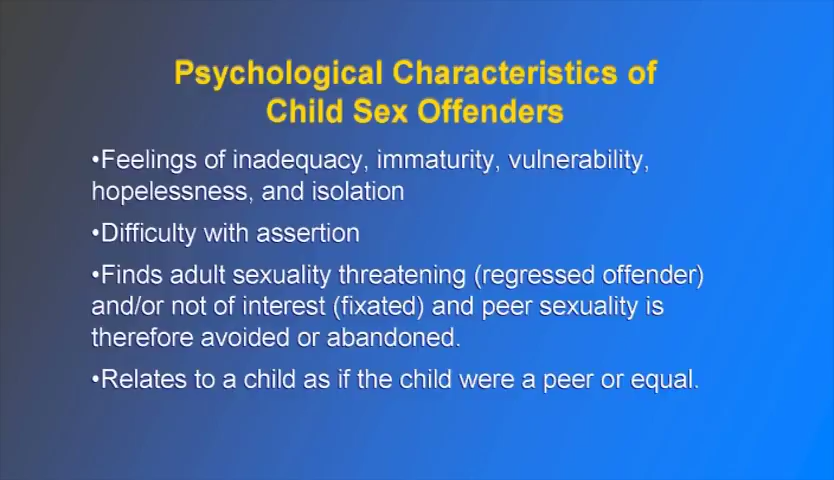 Psychological Characteristics of
Child Sex Offenders
•Feelings of inadequacy, immaturity, vulnerability,
hopelessness, and isolation
•Difficulty with assertion
•Finds adult sexuality threatening (regressed offender)
and/or not of interest (fixated) and peer sexuality is
therefore avoided or abandoned.
•Relates to a child as if the child were a peer or equal.